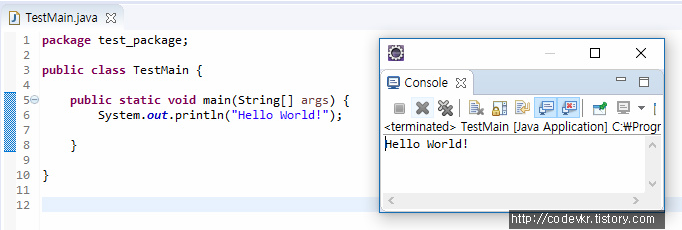 TestMain.java
1 package test_package;
2
3 public class TestMain {
4
5 public static void main(String[] args) {
6 System.out.println("Hello World!");
7
8 }
9
10 }
11
12
Console
<terminated> TestMain [Java Application] C:₩Progr
Hello World!
http://codevkr.tistory.com